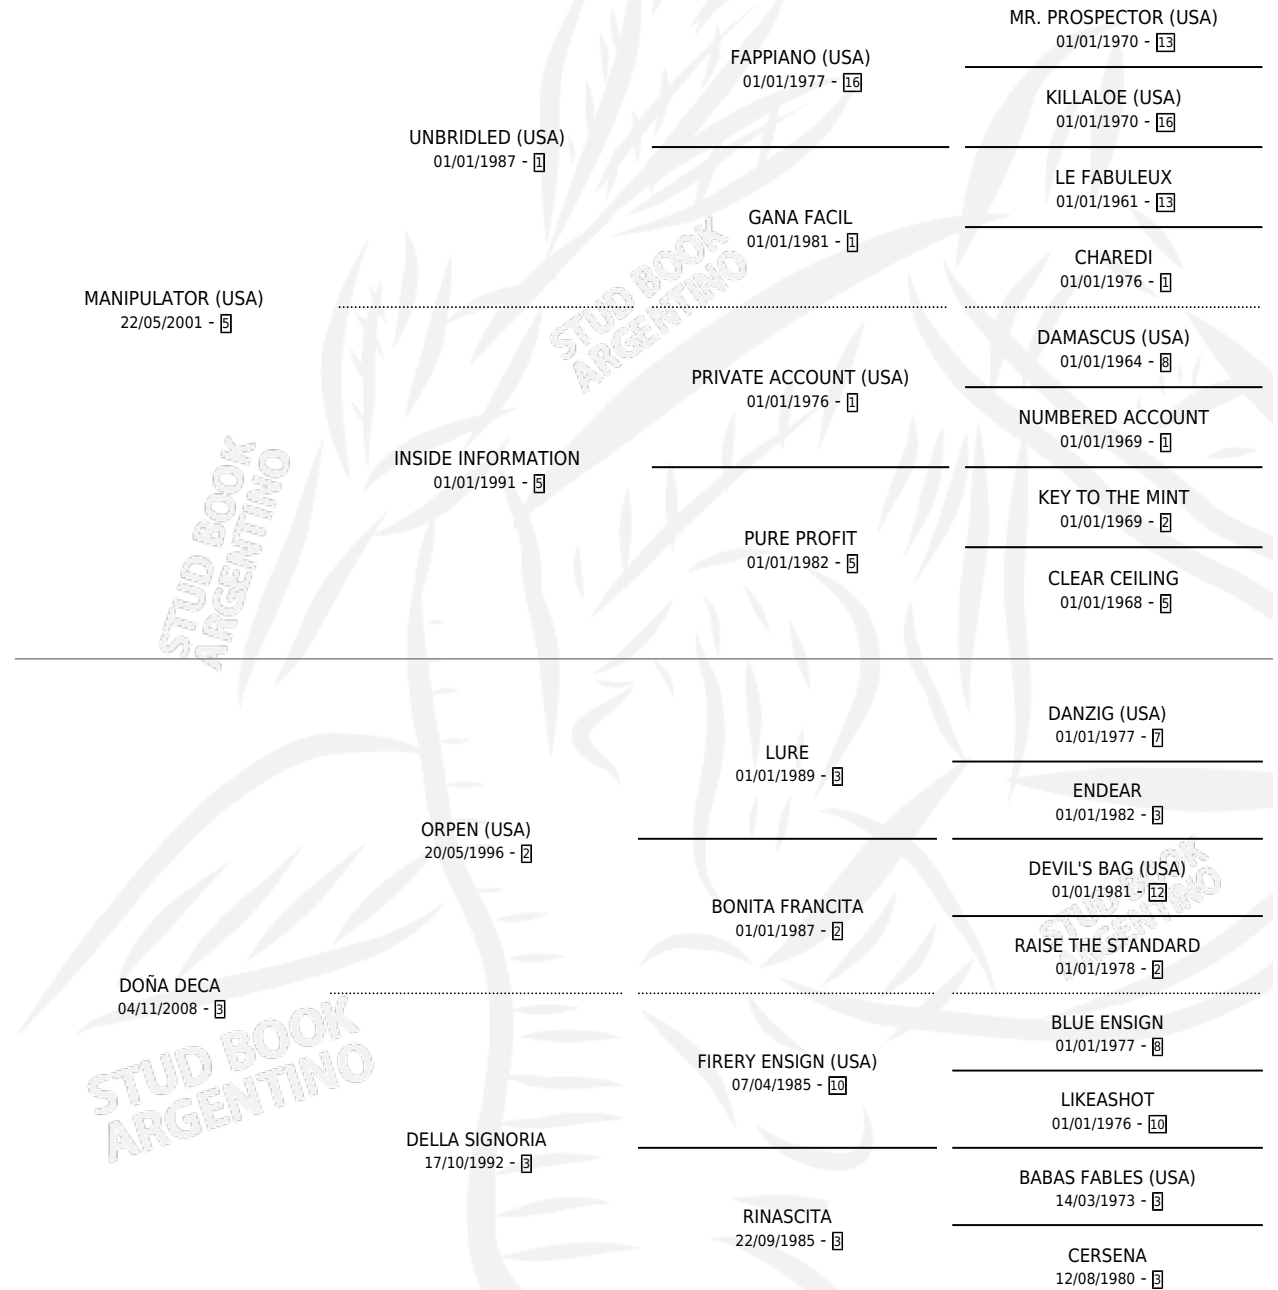 MR. PROSPECTOR (USA)
01/01/1970 - 13
FAPPIANO (USA)
01/01/1977 - 16
KILLALOE (USA)
01/01/1970 - 16
UNBRIDLED (USA)
01/01/1987 - 1
LE FABULEUX
01/01/1961 - 13
GANA FACIL
01/01/1981 - 1
CHAREDI
01/01/1976 - 1
MANIPULATOR (USA)
22/05/2001 - 5
DAMASCUS (USA)
01/01/1964 - 8
PRIVATE ACCOUNT (USA)
01/01/1976 - 1
NUMBERED ACCOUNT
01/01/1969 - 1
INSIDE INFORMATION
01/01/1991 - 5
KEY TO THE MINT
01/01/1969 - 2
PURE PROFIT
01/01/1982 - 5
CLEAR CEILING
01/01/1968 - 5
DANZIG (USA)
01/01/1977 - 7
LURE
01/01/1989 - 3
ENDEAR
01/01/1982 - 3
ORPEN (USA)
20/05/1996 - 2
DEVIL'S BAG (USA)
01/01/1981 - 12
BONITA FRANCITA
01/01/1987 - 2
RAISE THE STANDARD
01/01/1978 - 2
DOÑA DECA
04/11/2008 - 3
BLUE ENSIGN
01/01/1977 - 8
FIRERY ENSIGN (USA)
07/04/1985 - 10
LIKEASHOT
01/01/1976 - 10
DELLA SIGNORIA
17/10/1992 - 3
BABAS FABLES (USA)
14/03/1973 - 3
RINASCITA
22/09/1985 - 3
CERSENA
12/08/1980 - 3
STUD BOOK
ARGENTINO
STUD BOOK
ARGENTINO
STUD BOOK
ARGENTINO
STUD BOOK
ARGENTINO